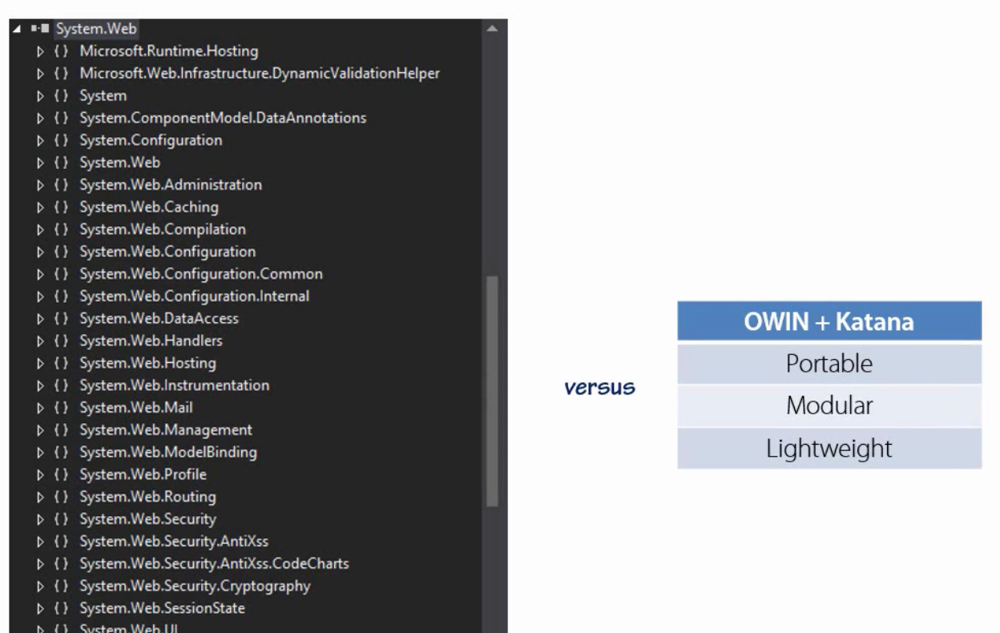 System.Web
{ } Microsoft.Runtime.Hosting
{ } Microsoft.Web.Infrastructure.DynamicValidationHelper
{ } System
{ } System.ComponentModel.DataAnnotations
{ } System.Configuration
{ } System.Web
{ } System.Web.Administration
{ } System.Web.Caching
{ } System.Web.Compilation
{ } System.Web.Configuration
{ } System.Web.Configuration.Common
{ } System.Web.Configuration.Internal
{ } System.Web.DataAccess
{ } System.Web.Handlers
{ } System.Web.Hosting
{ } System.Web.Instrumentation
{ } System.Web.Mail
{ } System.Web.Management
{ } System.Web.ModelBinding
{ } System.Web.Profile
{ } System.Web.Routing
{ } System.Web.Security
{ } System.Web.Security.AntiXss
{ } System.Web.Security.AntiXss.CodeCharts
{ } System.Web.Security.Cryptography
{ } System.Web.SessionState
{ } System.Web.UI
versus
OWIN + Katana
Portable
Modular
Lightweight